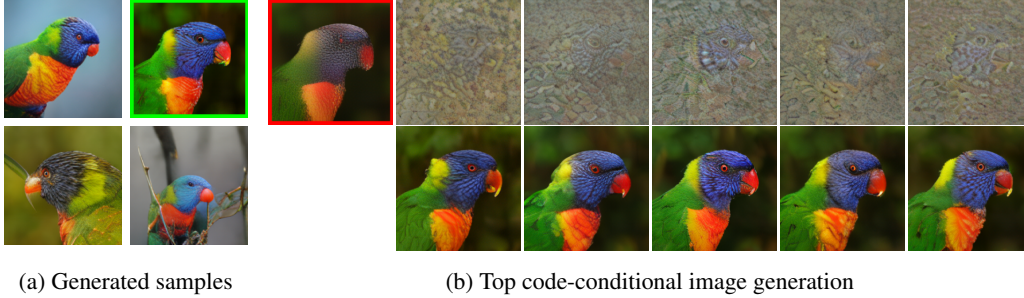 (a) Generated samples
(b) Top code-conditional image generation